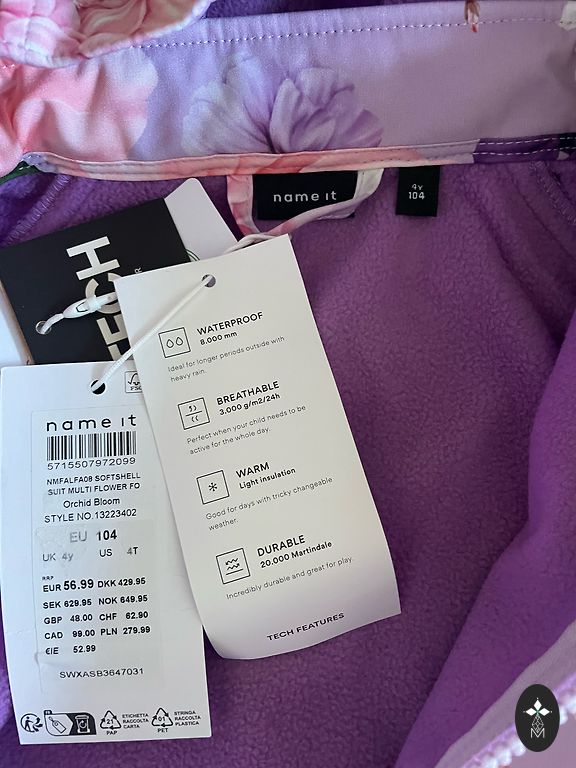 name it
4y
104
TECH
FSC
WATERPROOF
8.000 mm
Ideal for longer periods outside with
heavy rain.
BREATHABLE
3.000 g/m2/24h
Perfect when your child needs to be
active for the whole day.
WARM
Light insulation
Good for days with tricky changeable
weather.
DURABLE
20.000 Martindale
Incredibly durable and great for play.
TECH FEATURES
name it
5715507972099
NMFALFA08 SOFTSHELL
SUIT MULTI FLOWER FO
Orchid Bloom
STYLE NO.13223402
EU 104
UK 4y US 4T
RRP
EUR 56.99 DKK 429.95
SEK 629.95 NOK 649.95
GBP 48.00 CHF 62.90
CAD 99.00 PLN 279.99
€IE 52.99
SWXASB3647031
21
PAP
ETICHETTA
RACCOLTA
CARTA
01
PET
STRINGA
RACCOLTA
PLASTICA
M